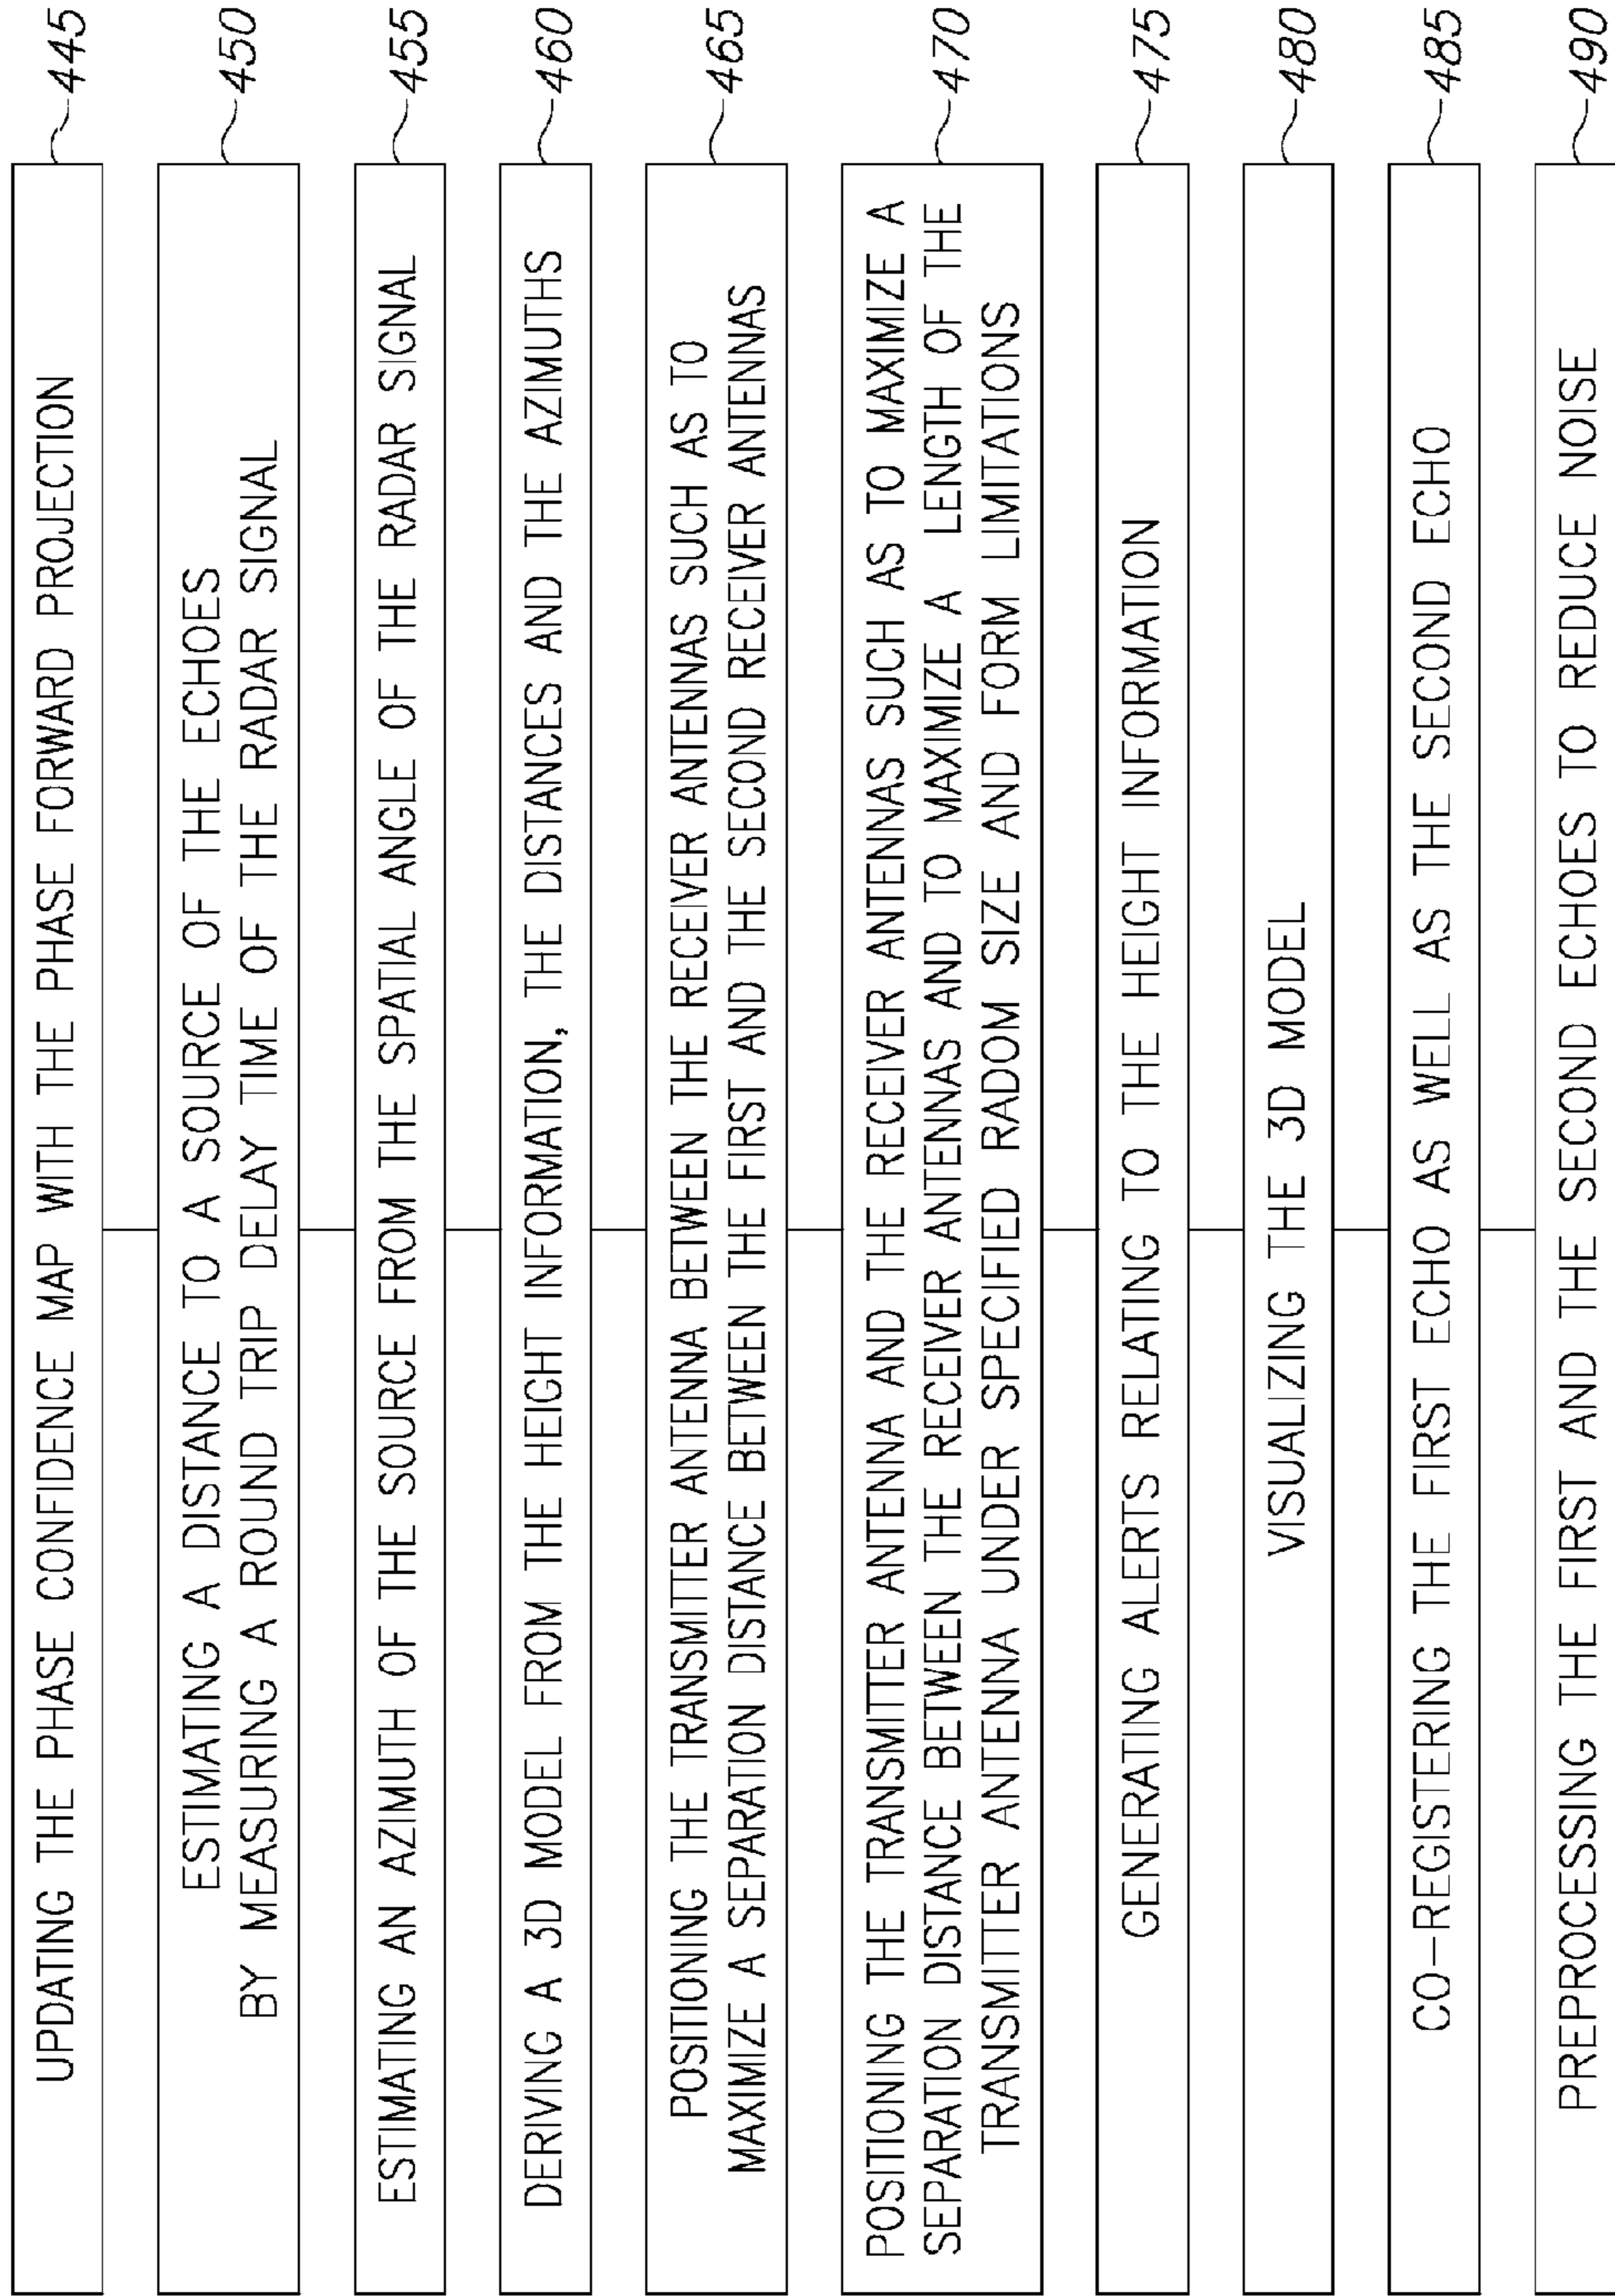 UPDATING THE PHASE CONFIDENCE MAP WITH THE PHASE FORWARD PROJECTION
445
ESTIMATING A DISTANCE TO A SOURCE OF THE ECHOES
BY MEASURING A ROUND TRIP DELAY TIME OF THE RADAR SIGNAL
450
ESTIMATING AN AZIMUTH OF THE SOURCE FROM THE SPATIAL ANGLE OF THE RADAR SIGNAL
455
DERIVING A 3D MODEL FROM THE HEIGHT INFORMATION, THE DISTANCES AND THE AZIMUTHS
460
POSITIONING THE TRANSMITTER ANTENNA BETWEEN THE RECEIVER ANTENNAS SUCH AS TO
MAXIMIZE A SEPARATION DISTANCE BETWEEN THE FIRST AND THE SECOND RECEIVER ANTENNAS
465
POSITIONING THE TRANSMITTER ANTENNA AND THE RECEIVER ANTENNAS SUCH AS TO MAXIMIZE A
SEPARATION DISTANCE BETWEEN THE RECEIVER ANTENNAS AND TO MAXIMIZE A LENGTH OF THE
TRANSMITTER ANTENNA UNDER SPECIFIED RADOM SIZE AND FORM LIMITATIONS
470
GENERATING ALERTS RELATING TO THE HEIGHT INFORMATION
475
VISUALIZING THE 3D MODEL
480
CO-REGISTERING THE FIRST ECHO AS WELL AS THE SECOND ECHO
485
PREPROCESSING THE FIRST AND THE SECOND ECHOES TO REDUCE NOISE
490